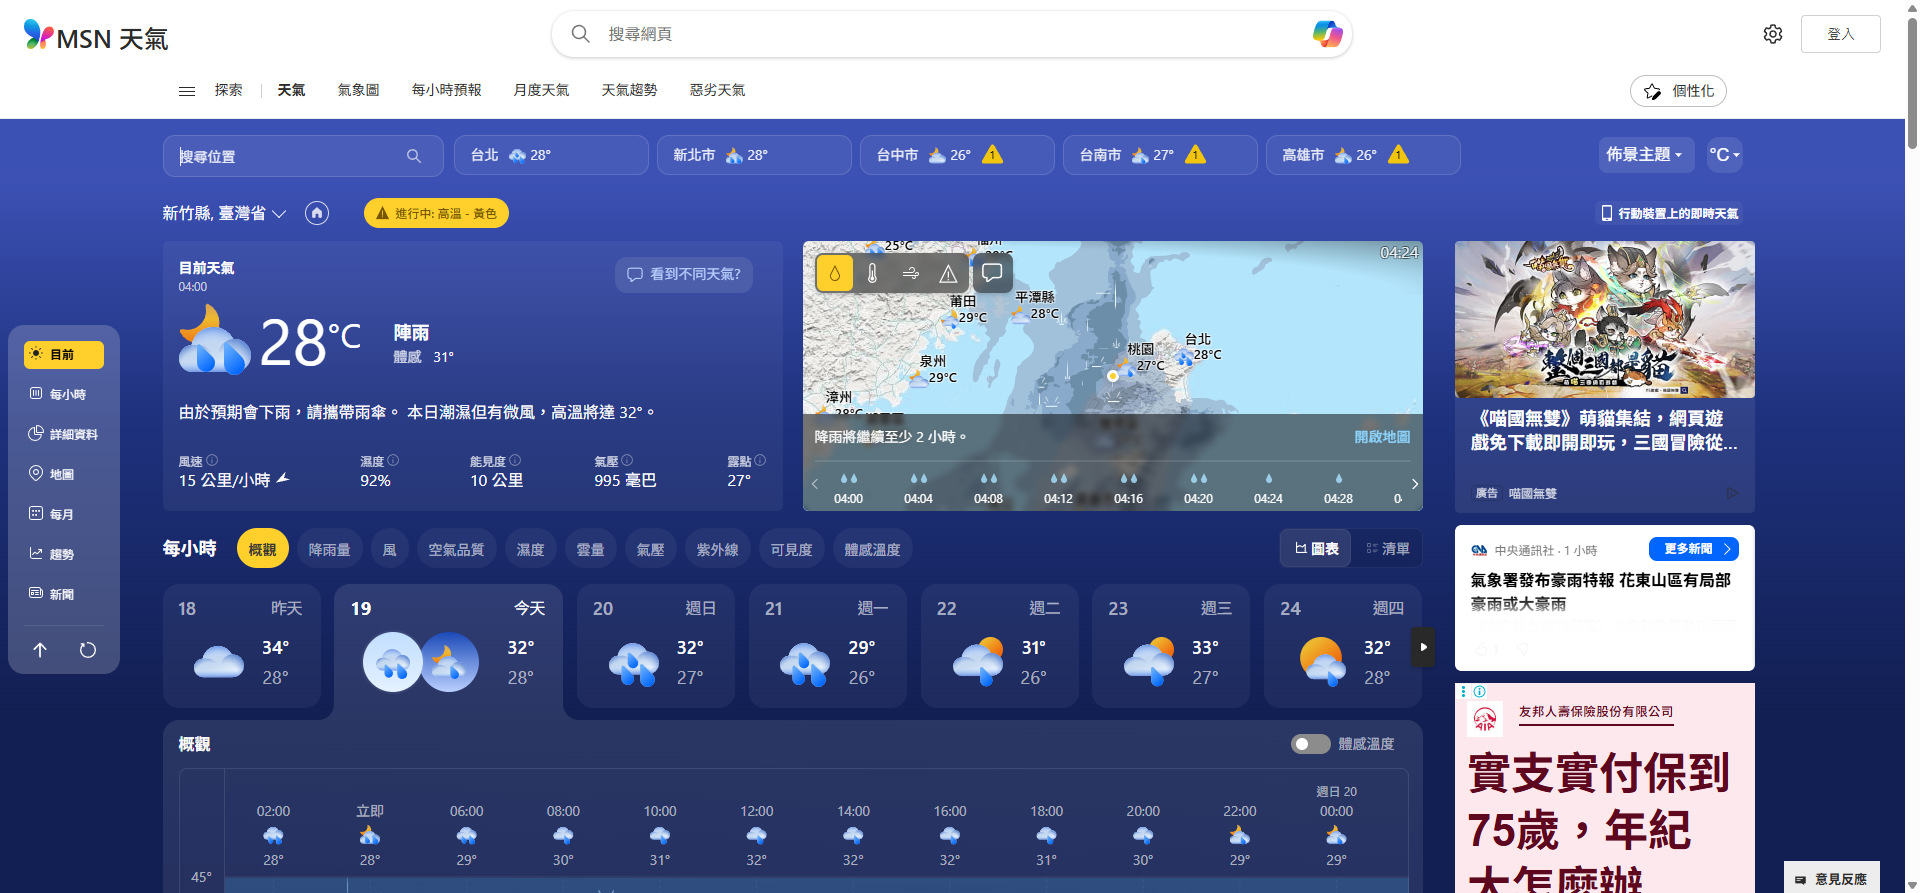 MSN 天氣
搜尋網頁
登入
探索
天氣
氣象圖
每小時預報
月度天氣
天氣趨勢
惡劣天氣
個性化
搜尋位置
台北 28°
新北市 28°
台中市 26° 1
台南市 27° 1
高雄市 26° 1
佈景主題
°C
新竹縣, 臺灣省
進行中: 高溫 - 黃色
行動裝置上的即時天氣
目前
每小時
詳細資料
地圖
每月
趨勢
新聞
目前天氣
04:00
看到不同天氣?
28°C
陣雨
體感 31°
由於預期會下雨，請攜帶雨傘。 本日潮濕但有微風，高溫將達 32°。
風速
15 公里/小時
濕度
92%
能見度
10 公里
氣壓
995 毫巴
露點
27°
04:24
25°C
莆田
29°C
平潭縣
28°C
泉州
29°C
漳州
28°C
桃園
27°C
台北
28°C
降雨將繼續至少 2 小時。
開啟地圖
04:00
04:04
04:08
04:12
04:16
04:20
04:24
04:28
整個三國都是貓
《喵國無雙》萌貓集結，網頁遊
戲免下載即開即玩，三國冒險從...
廣告 喵國無雙
中央通訊社 · 1 小時
更多新聞
氣象署發布豪雨特報 花東山區有局部
豪雨或大豪雨
友邦人壽保險股份有限公司
AIA
實支實付保到
75歲，年紀
大怎麼辦
每小時
概觀
降雨量
風
空氣品質
濕度
雲量
氣壓
紫外線
可見度
體感溫度
圖表
清單
18 昨天
34°
28°
19 今天
32°
28°
20 週日
32°
27°
21 週一
29°
26°
22 週二
31°
26°
23 週三
33°
27°
24 週四
32°
28°
概觀
體感溫度
週日 20
02:00
立即
06:00
08:00
10:00
12:00
14:00
16:00
18:00
20:00
22:00
00:00
28°
28°
29°
30°
31°
32°
32°
32°
31°
30°
29°
29°
45°
意見反應